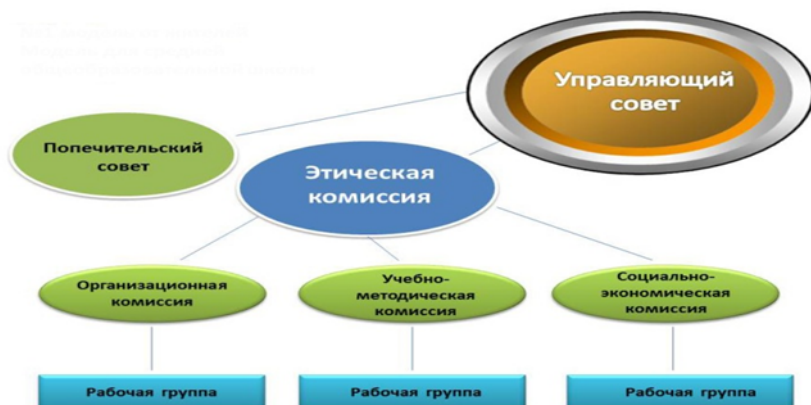 Управляющий
совет
Попечительский
совет
Этическая
комиссия
Организационная
комиссия
Учебно-
методическая
комиссия
Социально-
экономическая
комиссия
Рабочая группа
Рабочая группа
Рабочая группа